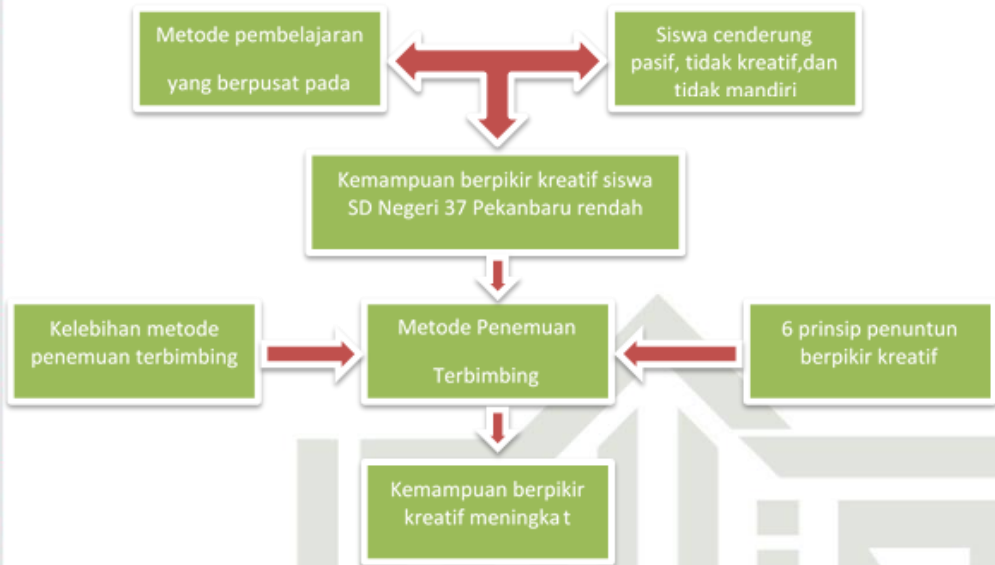 Metode pembelajaran
yang berpusat pada
Siswa cenderung
pasif, tidak kreatif,dan
tidak mandiri
Kemampuan berpikir kreatif siswa
SD Negeri 37 Pekanbaru rendah
Kelebihan metode
penemuan terbimbing
Metode Penemuan
Terbimbing
6 prinsip penuntun
berpikir kreatif
Kemampuan berpikir
kreatif meningkat